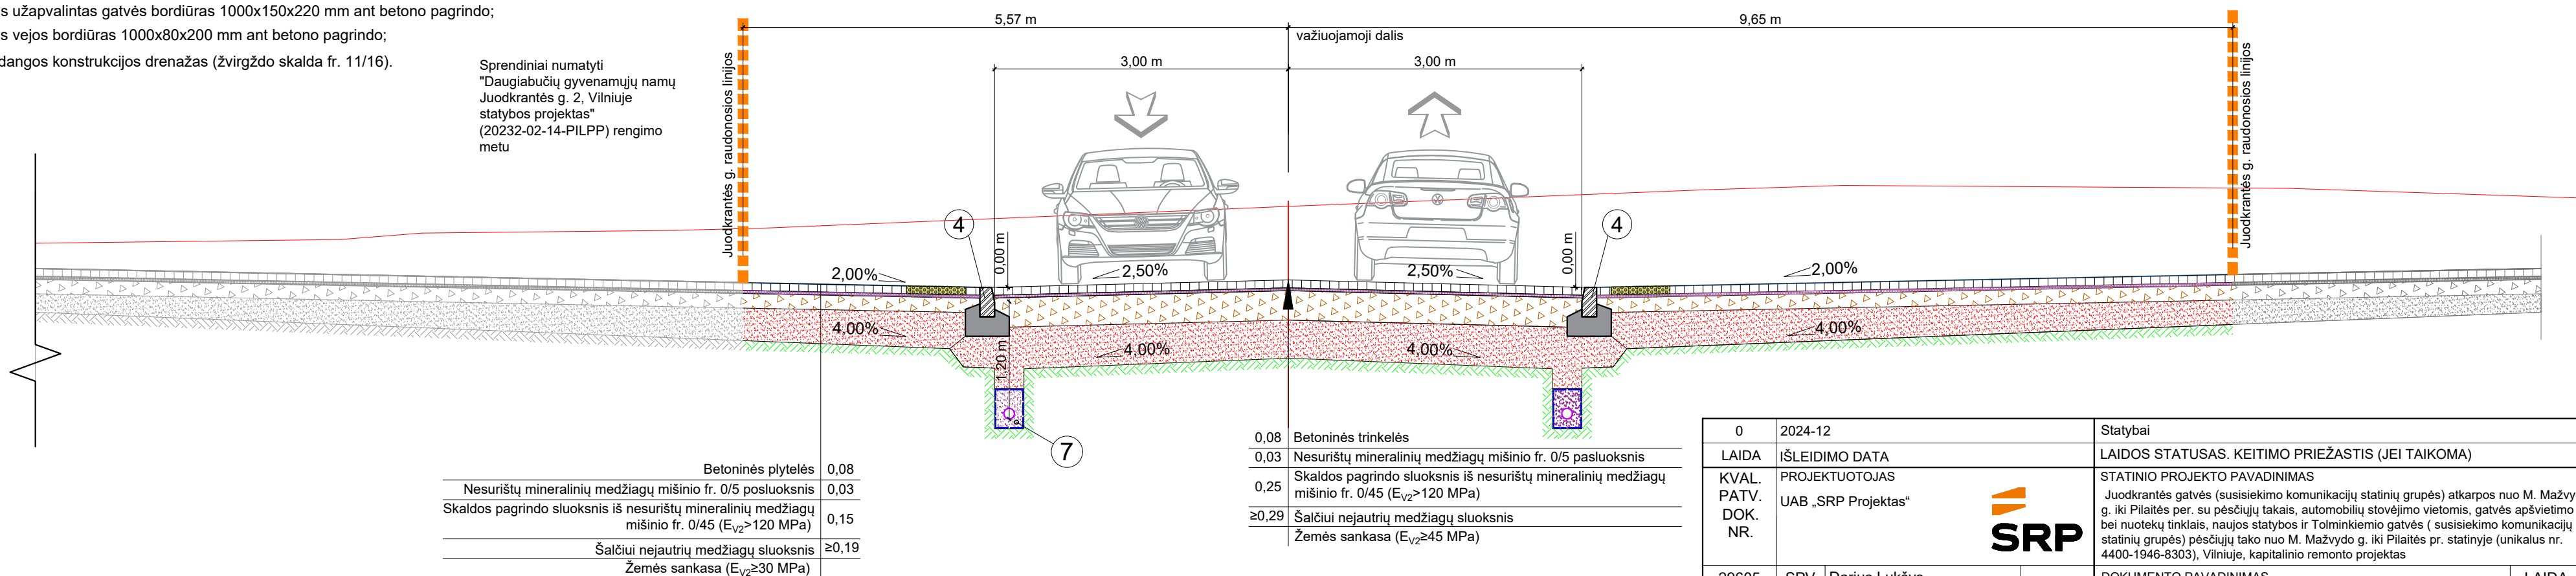 s užapvalintas gatvės bordiūras 1000x150x220 mm ant betono pagrindo;
s vejos bordiūras 1000x80x200 mm ant betono pagrindo;
dangos konstrukcijos drenažas (žvirgždo skalda fr. 11/16).
Sprendiniai numatyti
"Daugiabučių gyvenamųjų namų
Juodkrantės g. 2, Vilniuje
statybos projektas"
(20232-02-14-PILPP) rengimo
metu
Juodkrantės g. raudonosios linijos
5,57 m
9,65 m
važiuojamoji dalis
3,00 m
3,00 m
Juodkrantės g. raudonosios linijos
4
4
0,00 m
0,00 m
2,00%
2,50%
2,50%
2,00%
4,00%
4,00%
4,00%
4,00%
1,20 m
7
Betoninės plytelės 0,08
Nesurištų mineralinių medžiagų mišinio fr. 0/5 posluoksnis 0,03
Skaldos pagrindo sluoksnis iš nesurištų mineralinių medžiagų
mišinio fr. 0/45 (EV2>120 MPa) 0,15
Šalčiui nejautrių medžiagų sluoksnis ≥0,19
Žemės sankasa (EV2≥30 MPa)
0,08 Betoninės trinkelės
0,03 Nesurištų mineralinių medžiagų mišinio fr. 0/5 pasluoksnis
0,25 Skaldos pagrindo sluoksnis iš nesurištų mineralinių medžiagų
mišinio fr. 0/45 (EV2>120 MPa)
≥0,29 Šalčiui nejautrių medžiagų sluoksnis
Žemės sankasa (EV2≥45 MPa)
0 2024-12 Statybai
LAIDA IŠLEIDIMO DATA LAIDOS STATUSAS. KEITIMO PRIEŽASTIS (JEI TAIKOMA)
KVAL.
PATV.
DOK.
NR.
PROJEKTUOTOJAS
UAB „SRP Projektas“
SRP
STATINIO PROJEKTO PAVADINIMAS
Juodkrantės gatvės (susisiekimo komunikacijų statinių grupės) atkarpos nuo M. Mažvy
g. iki Pilaitės per. su pėsčiųjų takais, automobilių stovėjimo vietomis, gatvės apšvietimo
bei nuotekų tinklais, naujos statybos ir Tolminkiemio gatvės ( susisiekimo komunikacijų
statinių grupės) pėsčiųjų tako nuo M. Mažvydo g. iki Pilaitės pr. statinyje (unikalus nr.
4400-1946-8303), Vilniuje, kapitalinio remonto projektas